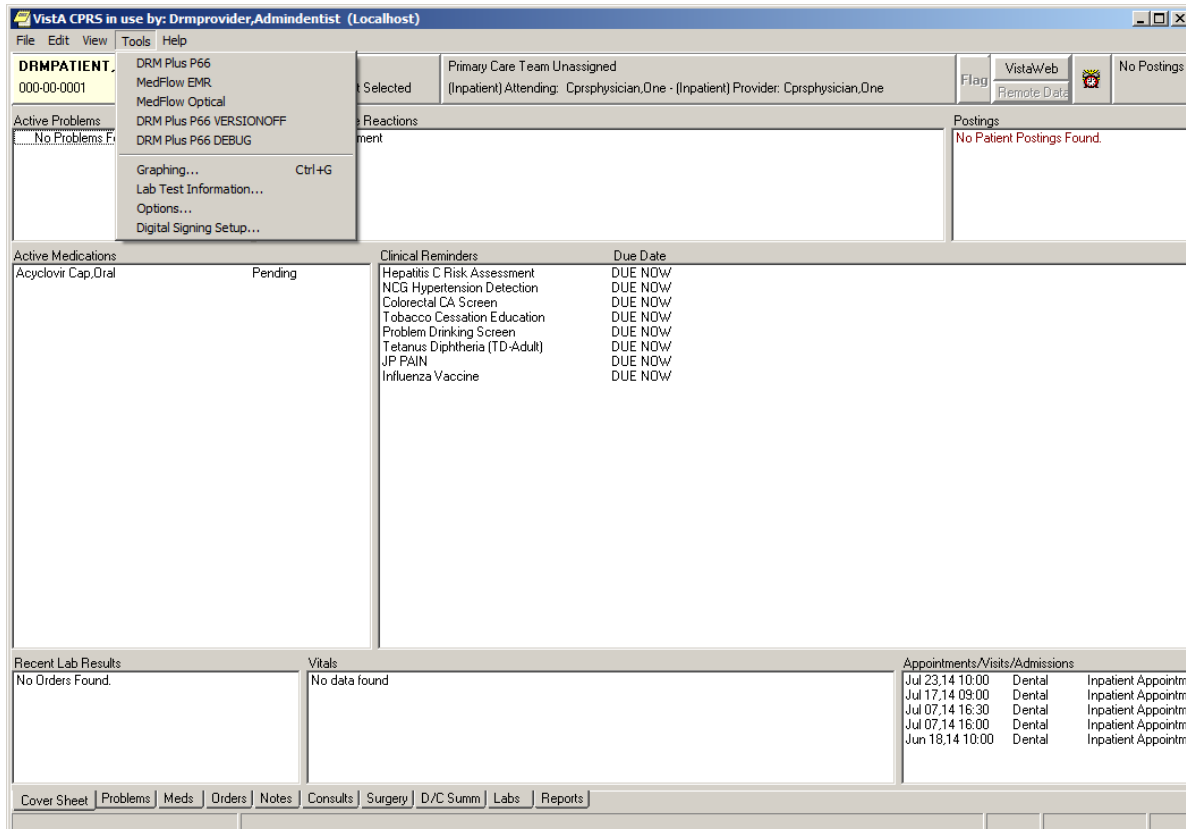 VistA CPRS in use by: Drmprovider,Admindentist (Localhost)
File Edit View Tools Help
DRM Plus P66
MedFlow EMR
MedFlow Optical
DRM Plus P66 VERSIONOFF
DRM Plus P66 DEBUG
Graphing... Ctrl+G
Lab Test Information...
Options...
Digital Signing Setup...
DRMPATIENT,
000-00-0001
Selected
Primary Care Team Unassigned
(Inpatient) Attending: Cprsphysician,One - (Inpatient) Provider: Cprsphysician,One
Flag
VistaWeb
Remote Data
No Postings
Active Problems
No Problems F
Reactions
ment
Postings
No Patient Postings Found.
Active Medications
Acyclovir Cap,Oral Pending
Clinical Reminders Due Date
Hepatitis C Risk Assessment DUE NOW
NCG Hypertension Detection DUE NOW
Colorectal CA Screen DUE NOW
Tobacco Cessation Education DUE NOW
Problem Drinking Screen DUE NOW
Tetanus Diphtheria (TD-Adult) DUE NOW
JP PAIN DUE NOW
Influenza Vaccine DUE NOW
Recent Lab Results
No Orders Found.
Vitals
No data found
Appointments/Visits/Admissions
Jul 23,14 10:00 Dental Inpatient Appointm
Jul 17,14 09:00 Dental Inpatient Appointm
Jul 07,14 16:30 Dental Inpatient Appointm
Jul 07,14 16:00 Dental Inpatient Appointm
Jun 18,14 10:00 Dental Inpatient Appointm
Cover Sheet Problems Meds Orders Notes Consults Surgery D/C Summ Labs Reports